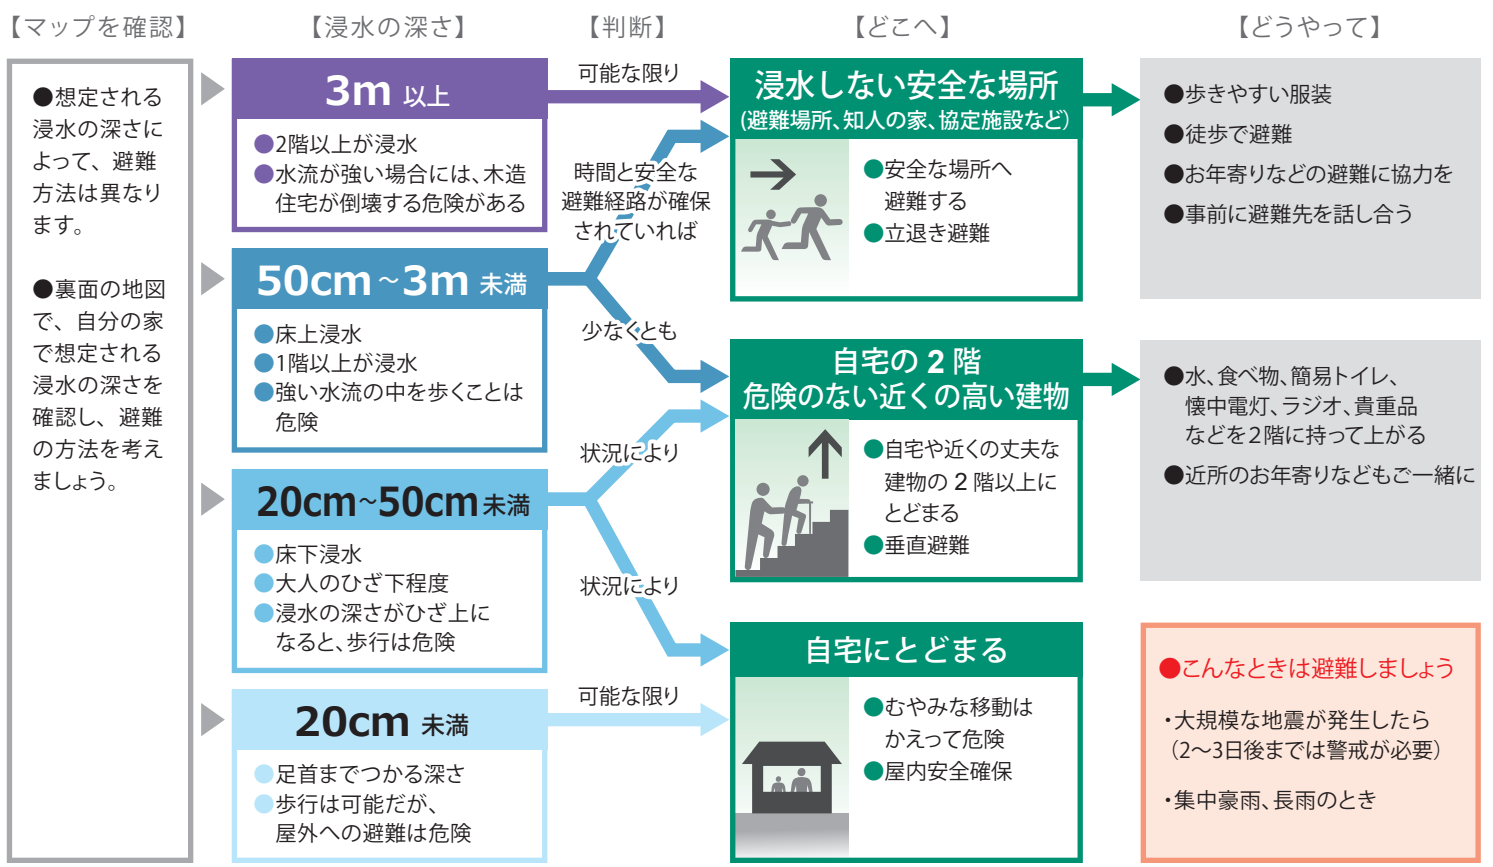 【マップを確認】
【浸水の深さ】
【判断】
【どこへ】
【どうやって】
●想定される
浸水の深さに
よって、避難
方法は異なり
ます。
●裏面の地図
で、自分の家
で想定される
浸水の深さを
確認し、避難
の方法を考え
ましょう。
3m 以上
●2階以上が浸水
●水流が強い場合には、木造
住宅が倒壊する危険がある
50cm～3m 未満
●床上浸水
●1階以上が浸水
●強い水流の中を歩くことは
危険
20cm～50cm未満
●床下浸水
●大人のひざ下程度
●浸水の深さがひざ上に
なると、歩行は危険
20cm 未満
●足首までつかる深さ
●歩行は可能だが、
屋外への避難は危険
可能な限り
時間と安全な
避難経路が確保
されていれば
少なくとも
状況により
状況により
可能な限り
浸水しない安全な場所
(避難場所、知人の家、協定施設など)
●安全な場所へ
避難する
●立退き避難
自宅の 2 階
危険のない近くの高い建物
●自宅や近くの丈夫な
建物の 2 階以上に
とどまる
●垂直避難
自宅にとどまる
●むやみな移動は
かえって危険
●屋内安全確保
●歩きやすい服装
●徒歩で避難
●お年寄りなどの避難に協力を
●事前に避難先を話し合う
●水、食べ物、簡易トイレ、
懐中電灯、ラジオ、貴重品
などを2階に持って上がる
●近所のお年寄りなどもご一緒に
●こんなときは避難しましょう
・大規模な地震が発生したら
（2～3日後までは警戒が必要）
・集中豪雨、長雨のとき